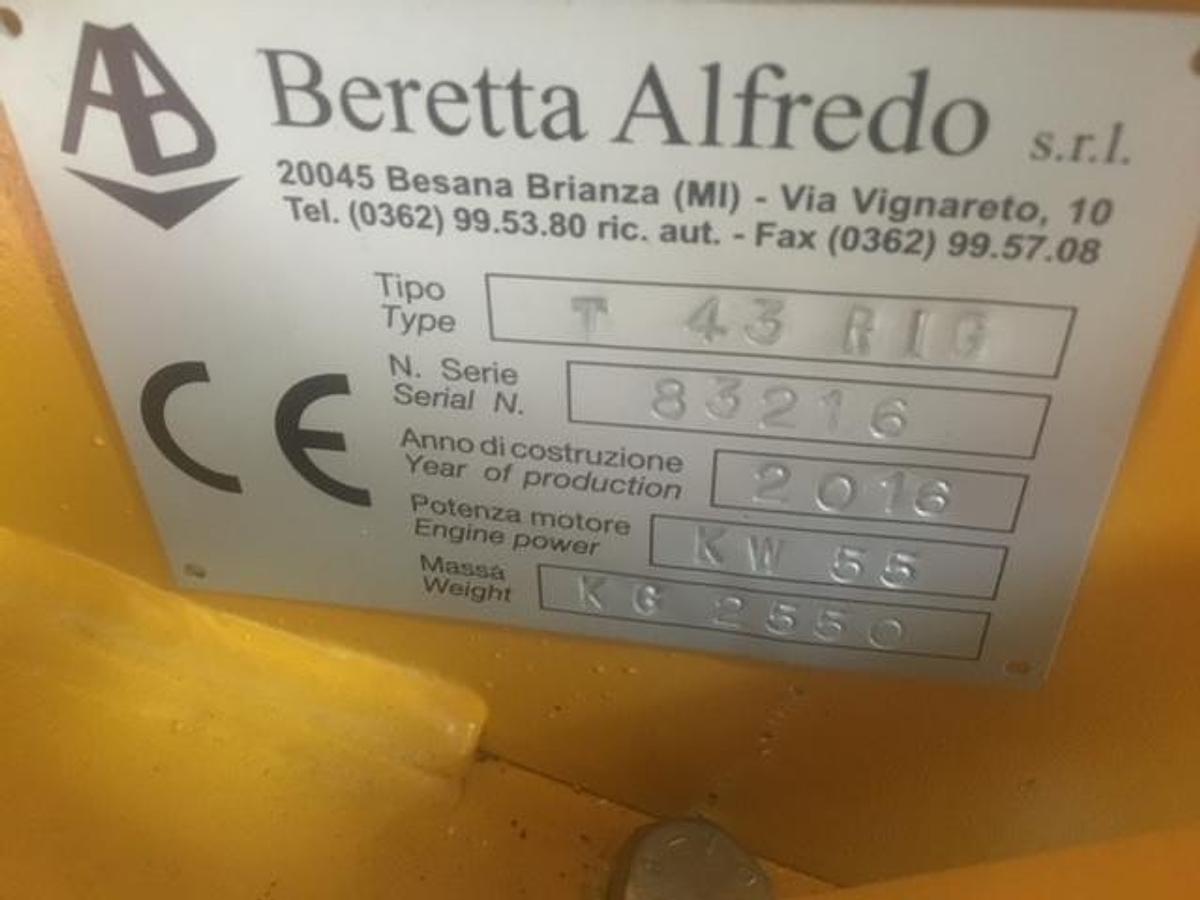 AB
Beretta Alfredo s.r.l.
20045 Besana Brianza (MI) - Via Vignareto, 10
Tel. (0362) 99.53.80 ric. aut. - Fax (0362) 99.57.08
Tipo
Type
T 43 RIG
N. Serie
Serial N.
83216
Anno di costruzione
Year of production
2016
Potenza motore
Engine power
KW 55
Massa
Weight
KG 2550
CE